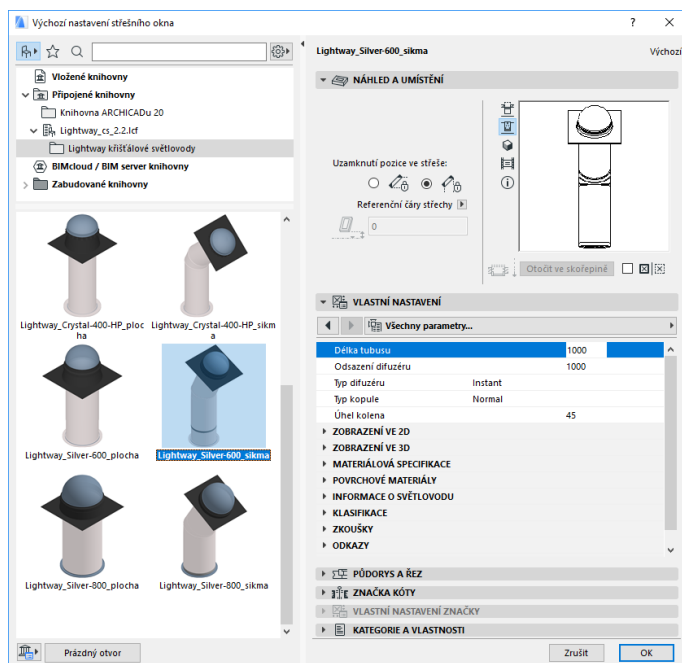 Výchozí nastavení střešního okna
Lightway_Silver-600_sikma
Výchozí
Vložené knihovny
Připojené knihovny
Knihovna ARCHICADu 20
Lightway_cs_2.2.lcf
Lightway křišťálové světlovody
BIMcloud / BIM server knihovny
Zabudované knihovny
Lightway_Crystal-400-HP_ploc
ha
Lightway_Crystal-400-HP_sikm
a
Lightway_Silver-600_plocha
Lightway_Silver-600_sikma
Lightway_Silver-800_plocha
Lightway_Silver-800_sikma
Prázdný otvor
NÁHLED A UMÍSTĚNÍ
Uzamknutí pozice ve střeše:
Referenční čáry střechy
0
Otočit ve skořepině
VLASTNÍ NASTAVENÍ
Všechny parametry...
Délka tubusu 1000
Odsazení difuzéru 1000
Typ difuzéru Instant
Typ kopule Normal
Úhel kolena 45
ZOBRAZENÍ VE 2D
ZOBRAZENÍ VE 3D
MATERIÁLOVÁ SPECIFIKACE
POVRCHOVÉ MATERIÁLY
INFORMACE O SVĚTLOVODU
KLASIFIKACE
ZKOUŠKY
ODKAZY
PŮDORYS A ŘEZ
ZNAČKA KÓTY
VLASTNÍ NASTAVENÍ ZNAČKY
KATEGORIE A VLASTNOSTI
Zrušit
OK